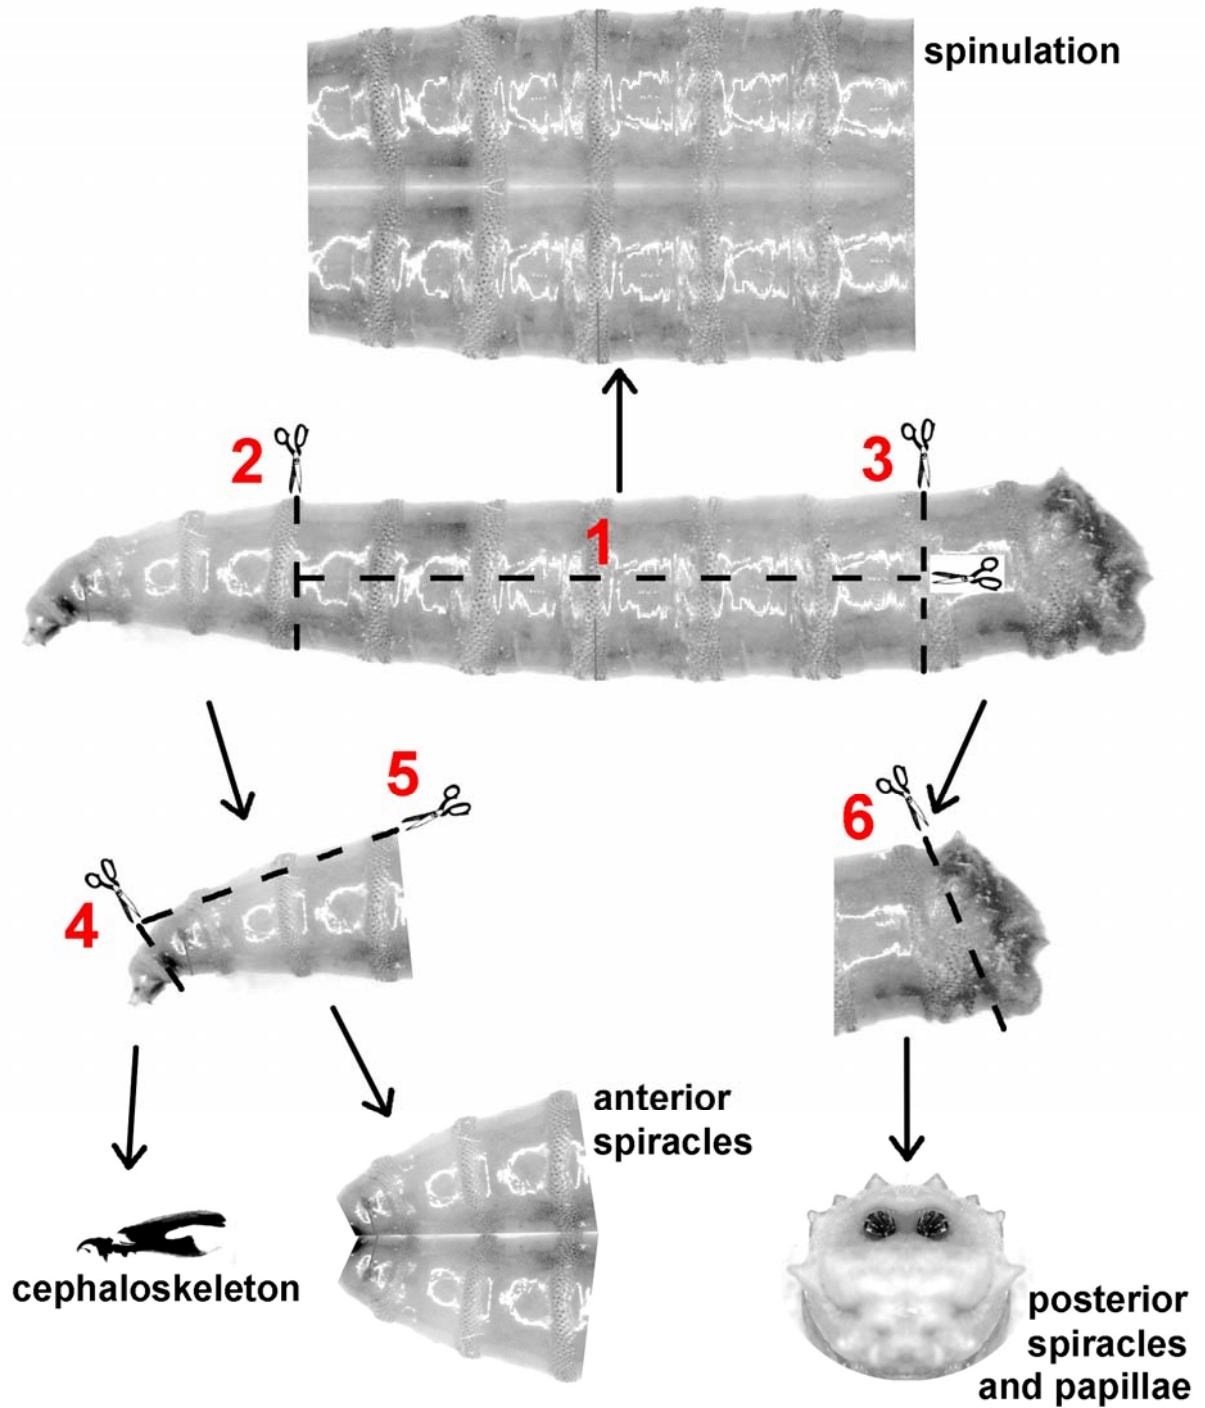 spinulation
2
3
1
5
4
6
anterior
spiracles
cephaloskeleton
posterior
spiracles
and papillae